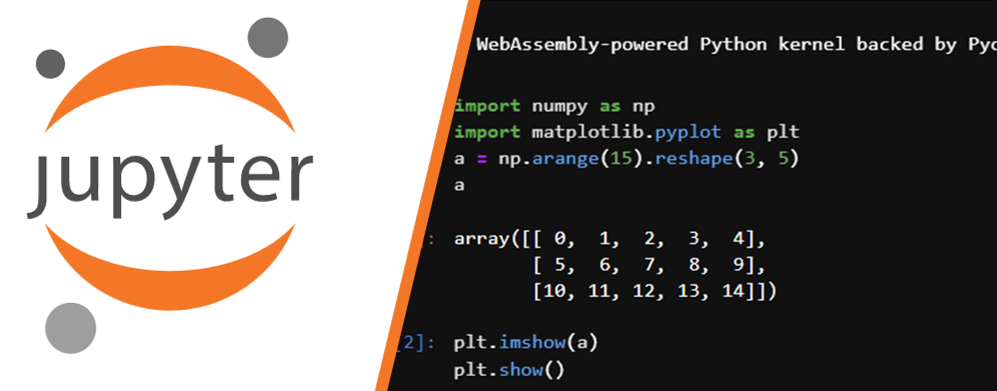 jupyter
WebAssembly-powered Python kernel backed by
import numpy as np
import matplotlib.pyplot as plt
a = np.arange(15).reshape(3, 5)
a
: array([[ 0, 1, 2, 3, 4],
[ 5, 6, 7, 8, 9],
[10, 11, 12, 13, 14]])
[2]: plt.imshow(a)
plt.show()